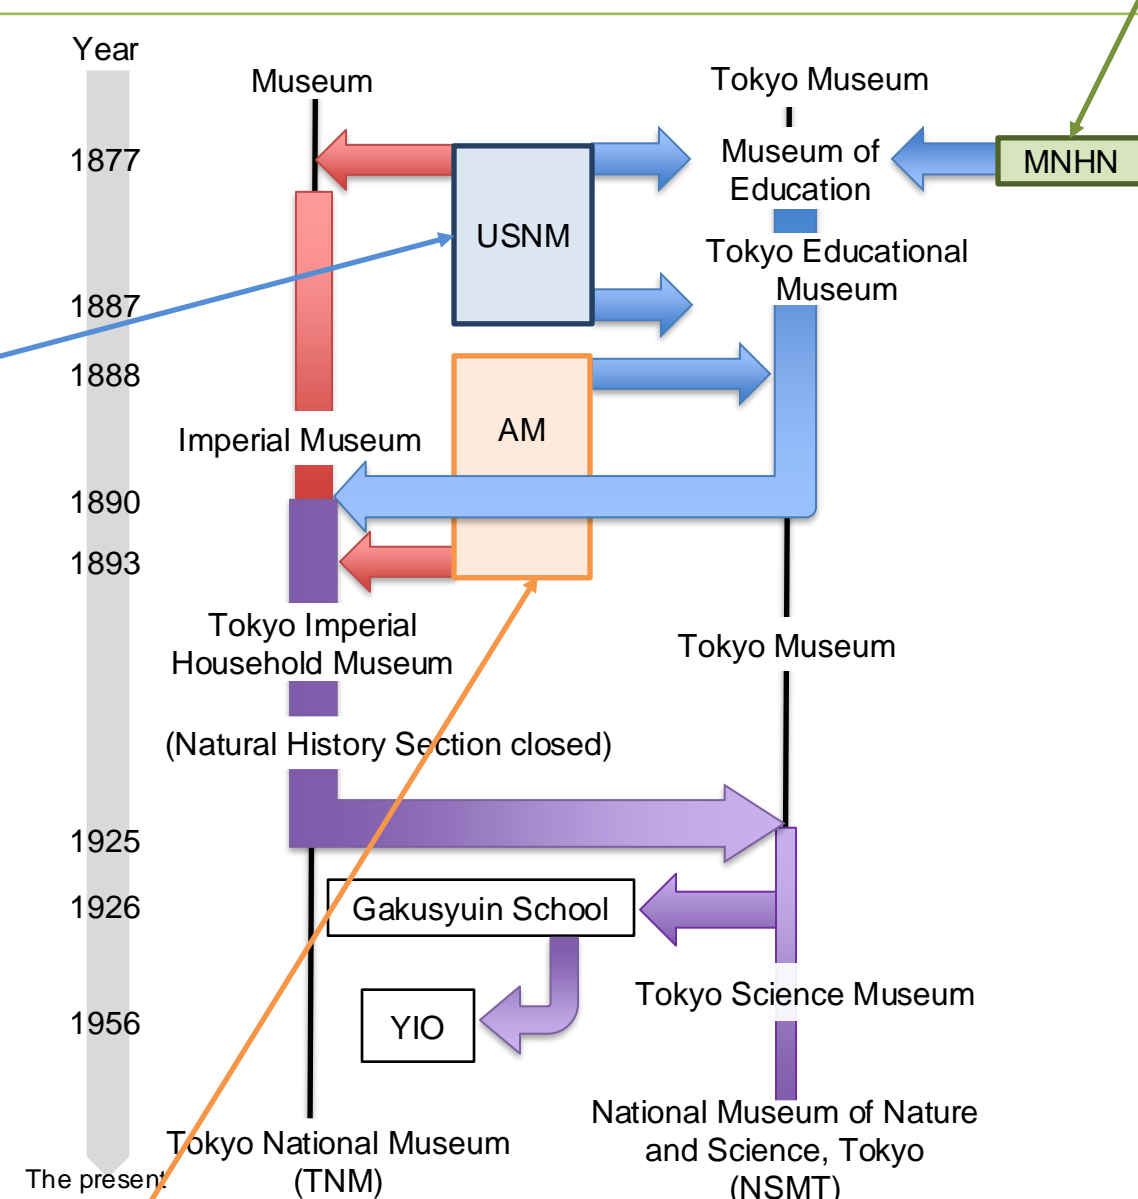 Year
Museum
Tokyo Museum
1877
Museum of
Education
MNHN
USNM
Tokyo Educational
Museum
1887
1888
AM
Imperial Museum
1890
1893
Tokyo Imperial
Household Museum
Tokyo Museum
(Natural History Section closed)
1925
1926
Gakusyuin School
Tokyo Science Museum
1956
YIO
National Museum of Nature
and Science, Tokyo
(NSMT)
Tokyo National Museum
(TNM)
The present